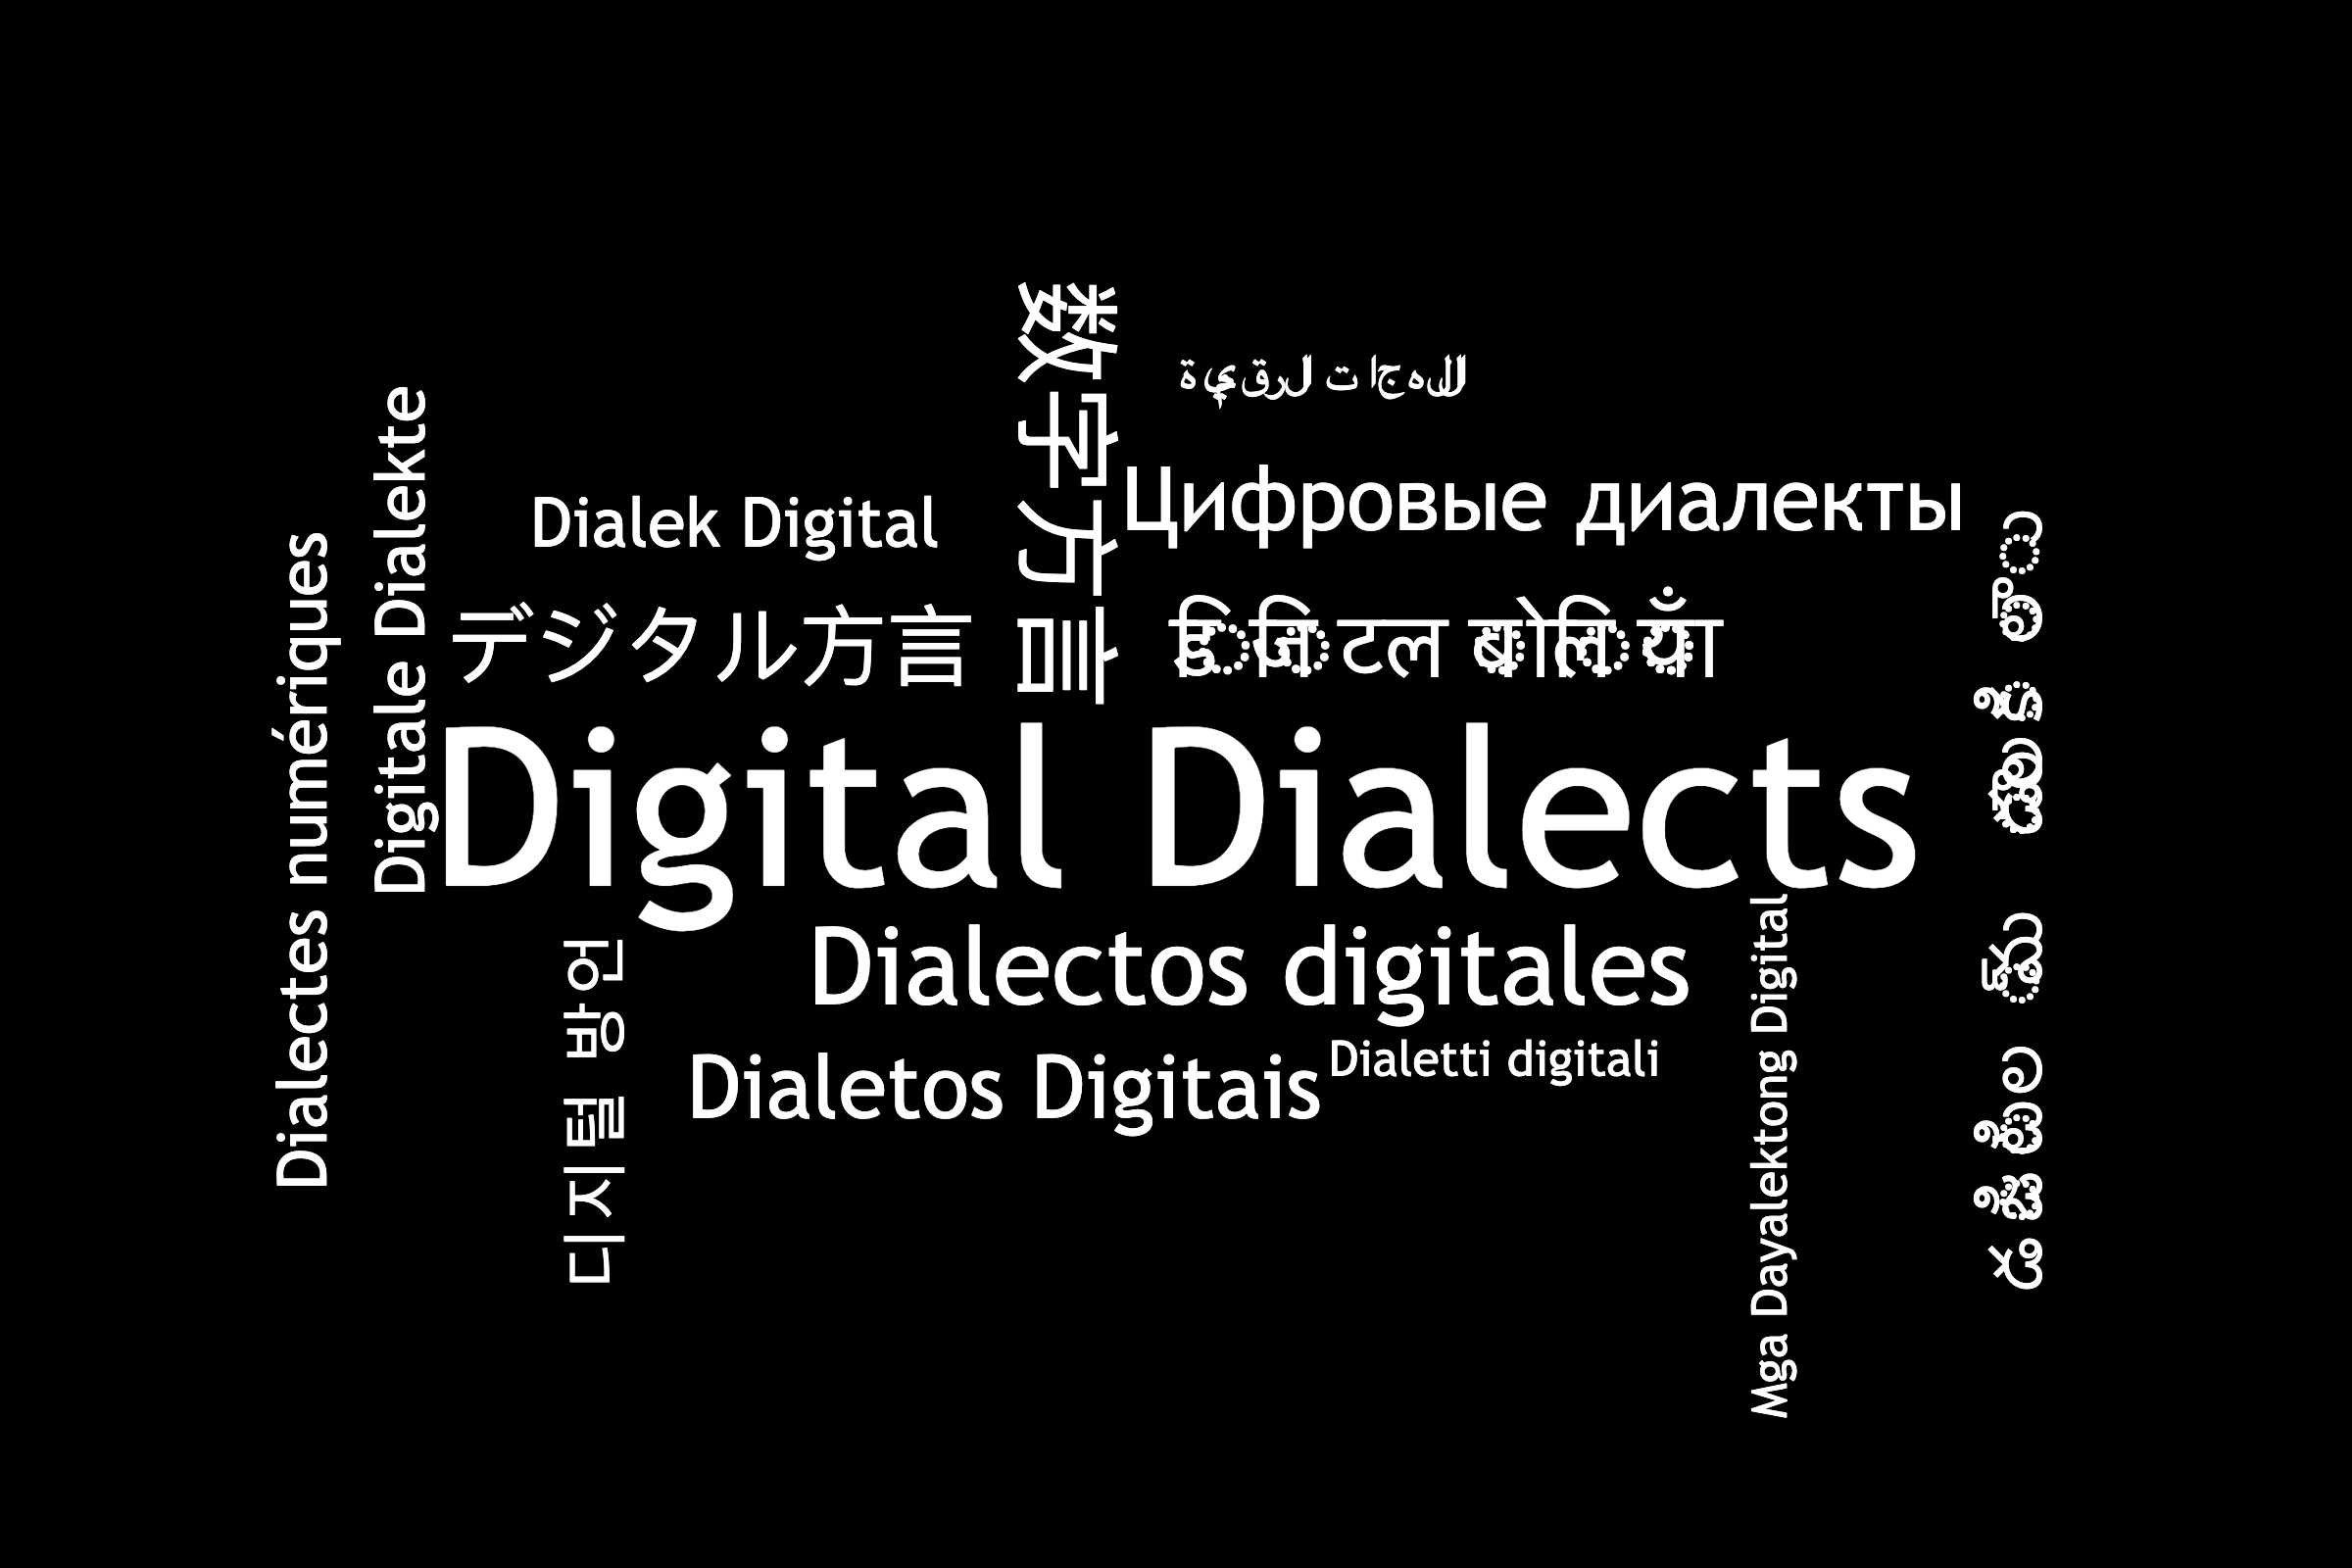 数字方言
اللهجات الرقمية
Digitale Dialekte
Цифровые диалекты
Dialek Digital
Dialectes numériques
デジタル方言
डिजिटल बोलियाँ
Digital Dialects
Dialectos digitales
디지털 방언
Dialetti digitali
Dialetos Digitais
Mga Dayalektong Digital